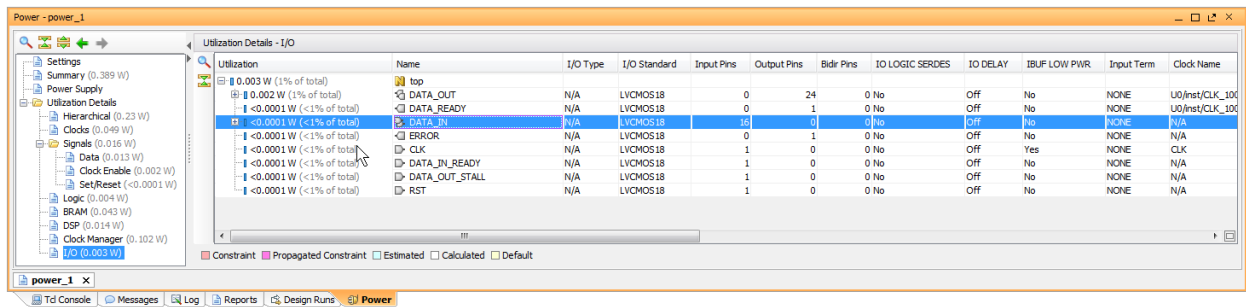 Power - power_1
Utilization Details - I/O
Settings
Summary (0.389 W)
Power Supply
Utilization Details
Hierarchical (0.23 W)
Clocks (0.049 W)
Signals (0.016 W)
Data (0.013 W)
Clock Enable (0.002 W)
Set/Reset (<0.0001 W)
Logic (0.004 W)
BRAM (0.043 W)
DSP (0.014 W)
Clock Manager (0.102 W)
I/O (0.003 W)
Utilization Name I/O Type I/O Standard Input Pins Output Pins Bidir Pins IO LOGIC SERDES IO DELAY IBUF LOW PWR Input Term Clock Name
0.003 W (1% of total) top
0.002 W (1% of total) DATA_OUT N/A LVCMOS18 0 24 0 No Off No NONE U0/inst/CLK_100
<0.0001 W (<1% of total) DATA_READY N/A LVCMOS18 0 1 0 No Off No NONE U0/inst/CLK_100
<0.0001 W (<1% of total) DATA_IN N/A LVCMOS18 16 0 0 No Off No NONE N/A
<0.0001 W (<1% of total) ERROR N/A LVCMOS18 0 1 0 No Off No NONE N/A
<0.0001 W (<1% of total) CLK N/A LVCMOS18 1 0 0 No Off Yes NONE CLK
<0.0001 W (<1% of total) DATA_IN_READY N/A LVCMOS18 1 0 0 No Off No NONE N/A
<0.0001 W (<1% of total) DATA_OUT_STALL N/A LVCMOS18 1 0 0 No Off No NONE N/A
<0.0001 W (<1% of total) RST N/A LVCMOS18 1 0 0 No Off No NONE N/A
Constraint Propagated Constraint Estimated Calculated Default
power_1
Tcl Console Messages Log Reports Design Runs Power